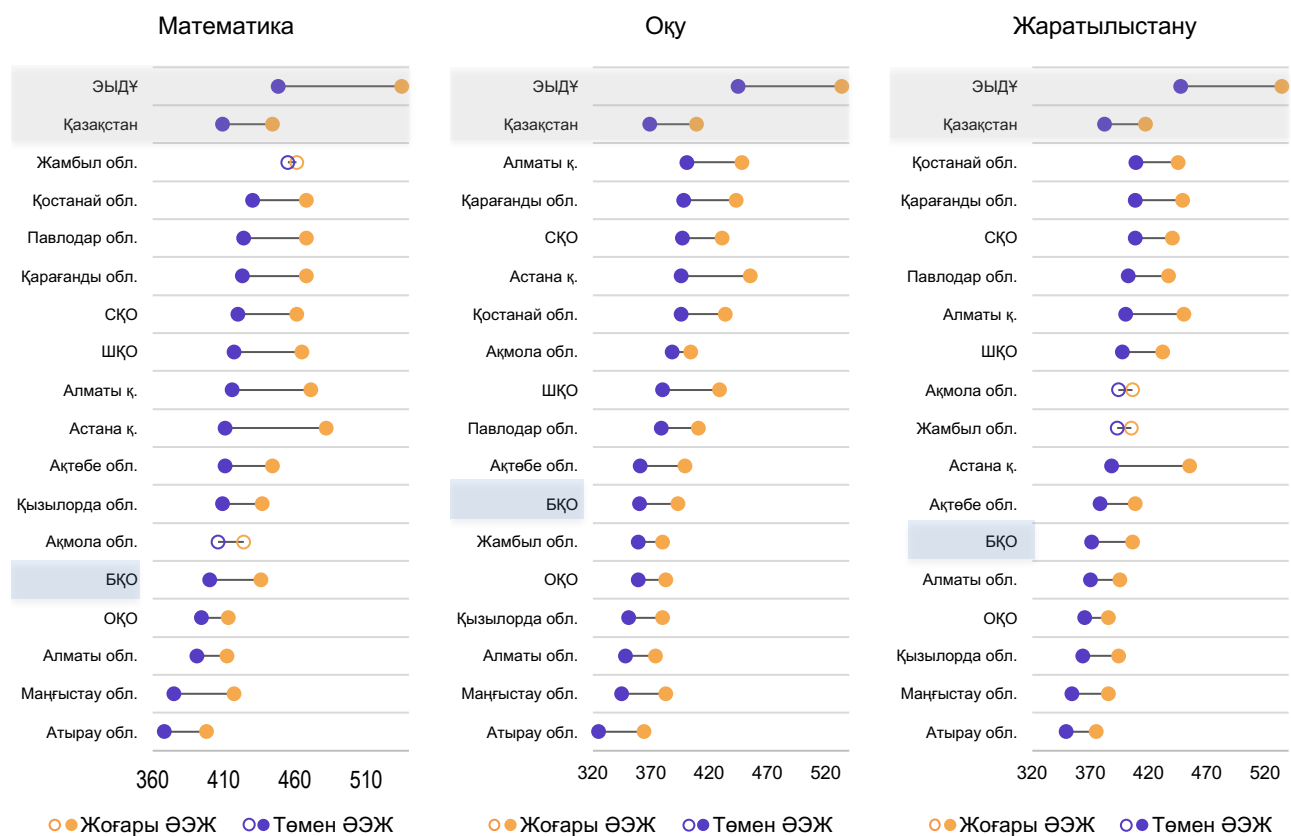 Математика
ЭЫДҰ
Қазақстан
Жамбыл обл.
Қостанай обл.
Павлодар обл.
Қарағанды обл.
СҚО
ШҚО
Алматы қ.
Астана қ.
Ақтөбе обл.
Қызылорда обл.
Ақмола обл.
БҚО
ОҚО
Алматы обл.
Маңғыстау обл.
Атырау обл.
360 410 460 510
Жоғары ӘЭЖ Төмен ӘЭЖ
Оқу
ЭЫДҰ
Қазақстан
Алматы қ.
Қарағанды обл.
СҚО
Астана қ.
Қостанай обл.
Ақмола обл.
ШҚО
Павлодар обл.
Ақтөбе обл.
БҚО
Жамбыл обл.
ОҚО
Қызылорда обл.
Алматы обл.
Маңғыстау обл.
Атырау обл.
320 370 420 470 520
Жоғары ӘЭЖ Төмен ӘЭЖ
Жаратылыстану
ЭЫДҰ
Қазақстан
Қостанай обл.
Қарағанды обл.
СҚО
Павлодар обл.
Алматы қ.
ШҚО
Ақмола обл.
Жамбыл обл.
Астана қ.
Ақтөбе обл.
БҚО
Алматы обл.
ОҚО
Қызылорда обл.
Маңғыстау обл.
Атырау обл.
320 370 420 470 520
Жоғары ӘЭЖ Төмен ӘЭЖ